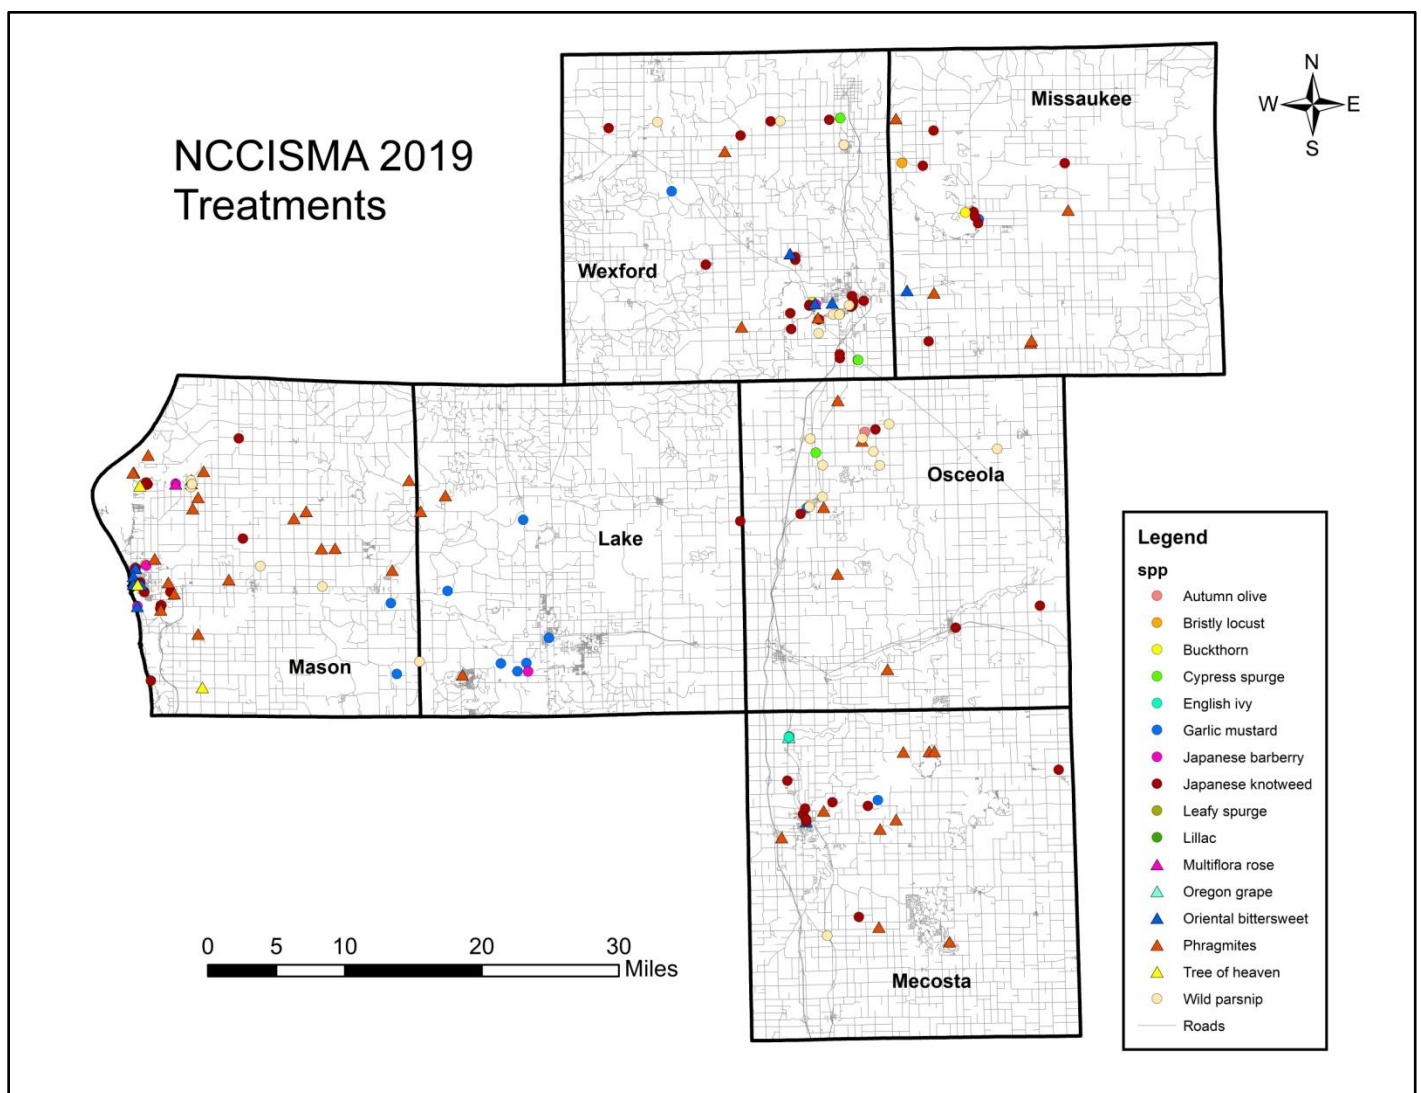 NCCISMA 2019
Treatments
N
W E
S
Missaukee
Wexford
Osceola
Lake
Mason
Mecosta
0 5 10 20 30
Miles
Legend
spp
Autumn olive
Bristly locust
Buckthorn
Cypress spurge
English ivy
Garlic mustard
Japanese barberry
Japanese knotweed
Leafy spurge
Lillac
Multiflora rose
Oregon grape
Oriental bittersweet
Phragmites
Tree of heaven
Wild parsnip
Roads